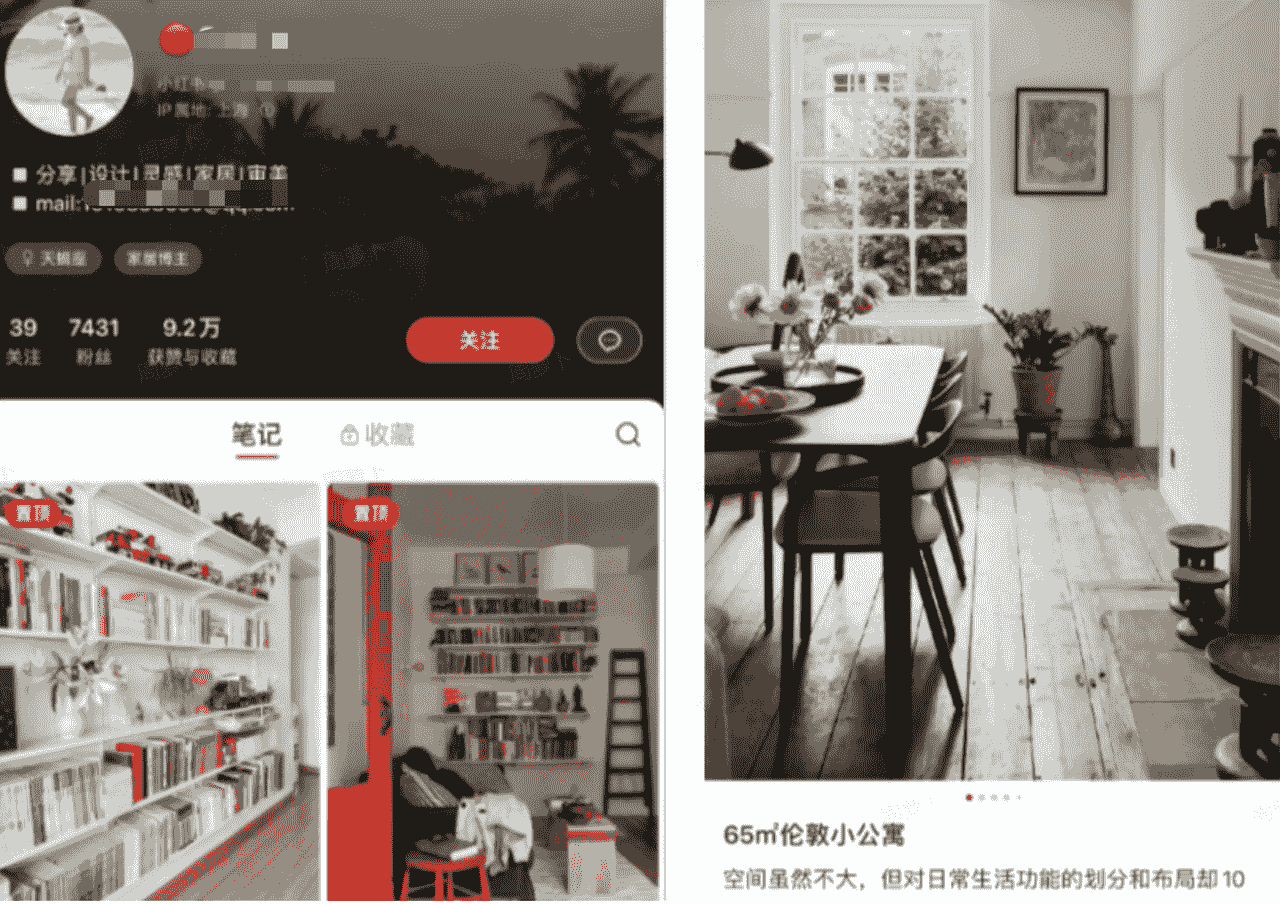 IP属地: 上海
分享|设计|灵感|家居|审美
mail:
天蝎座
家居博主
39 7431 9.2万
关注 粉丝 获赞与收藏
关注
笔记 收藏
置顶 置顶
65㎡伦敦小公寓
空间虽然不大，但对日常生活功能的划分和布局却10